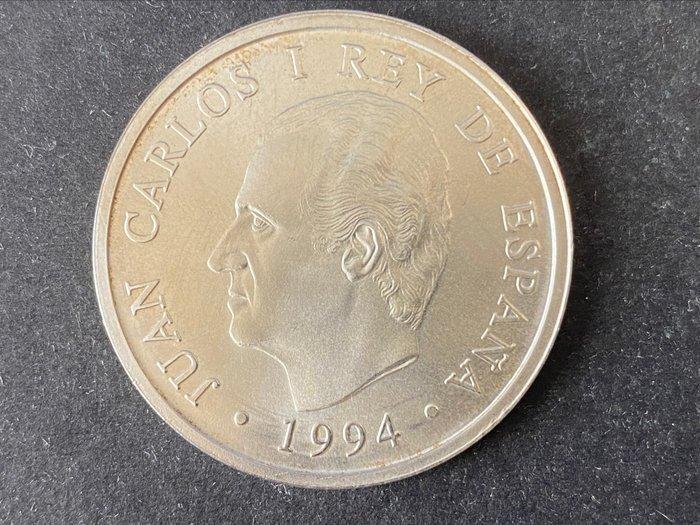 JUAN CARLOS I REY DE ESPAÑA
• 1994 •